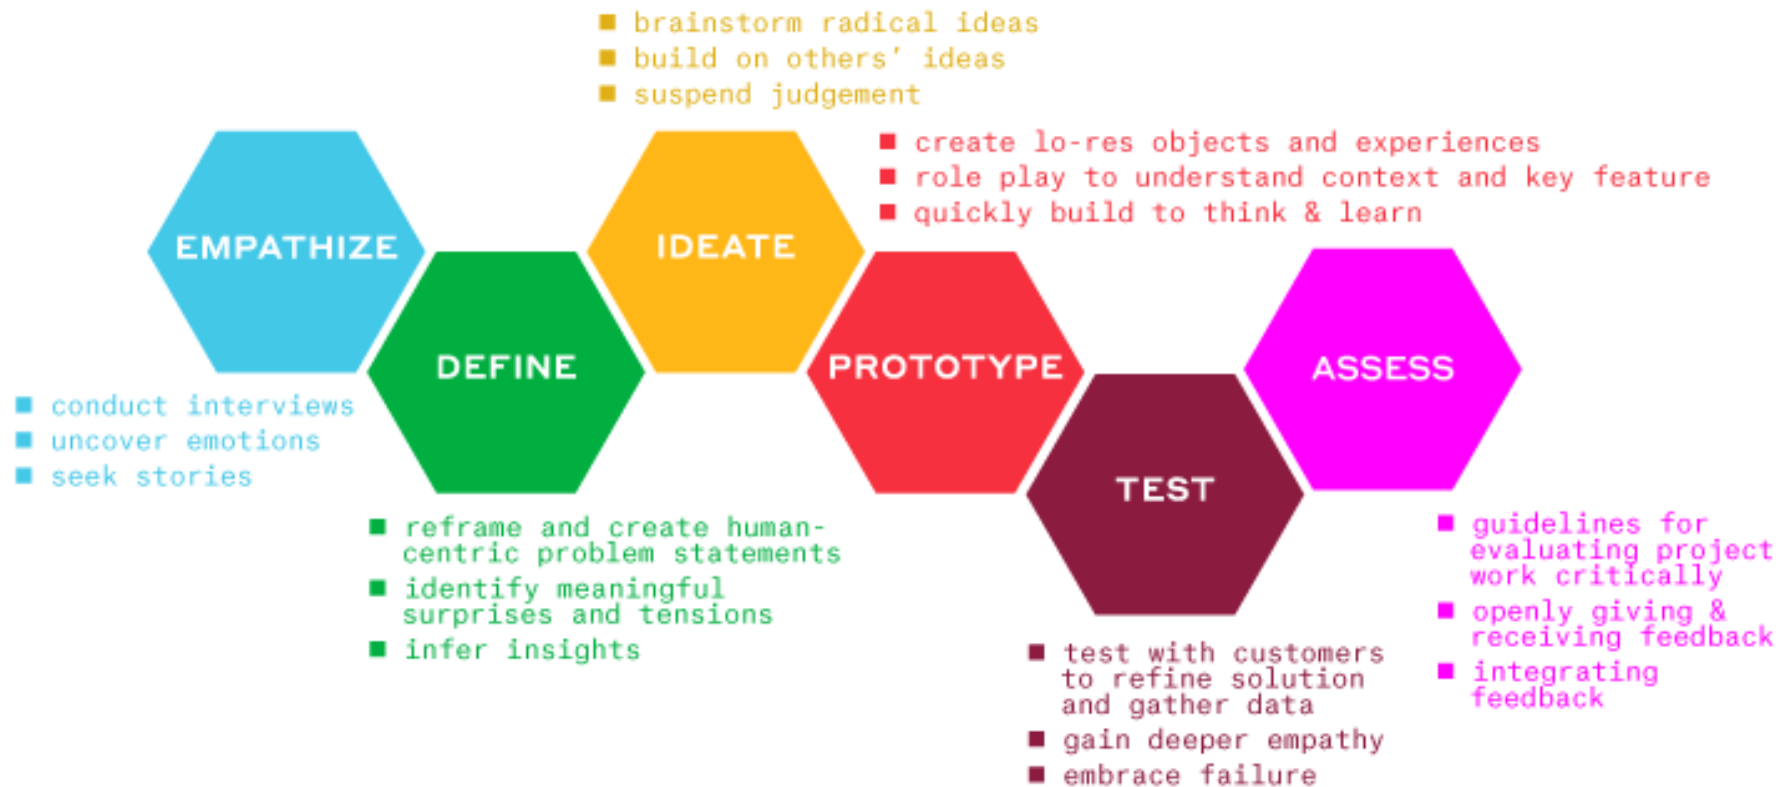 ■ brainstorm radical ideas
■ build on others’ ideas
■ suspend judgement
■ create lo-res objects and experiences
■ role play to understand context and key feature
■ quickly build to think & learn
EMPATHIZE
IDEATE
DEFINE
PROTOTYPE
ASSESS
TEST
■ conduct interviews
■ uncover emotions
■ seek stories
■ reframe and create human-
centric problem statements
■ identify meaningful
surprises and tensions
■ infer insights
■ test with customers
to refine solution
and gather data
■ gain deeper empathy
■ embrace failure
■ guidelines for
evaluating project
work critically
■ openly giving &
receiving feedback
■ integrating
feedback